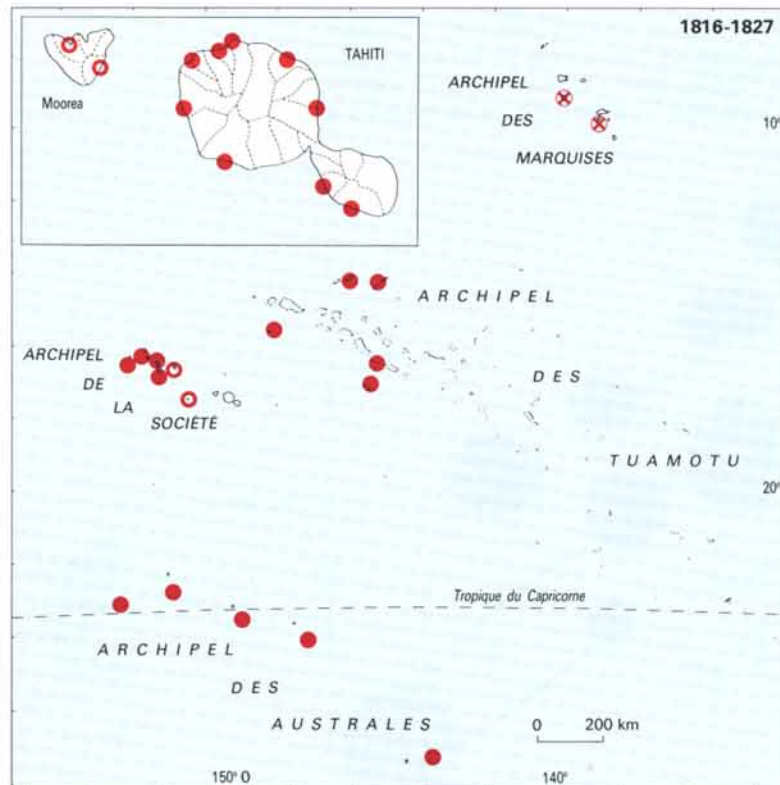 1816-1827
TAHITI
Moorea
ARCHIPEL
DES
MARQUISES
10°
ARCHIPEL
DES
TUAMOTU
ARCHIPEL
DE
LA
SOCIÉTÉ
20°
Tropique du Capricorne
ARCHIPEL
DES
AUSTRALES
0 200 km
150° O
140°